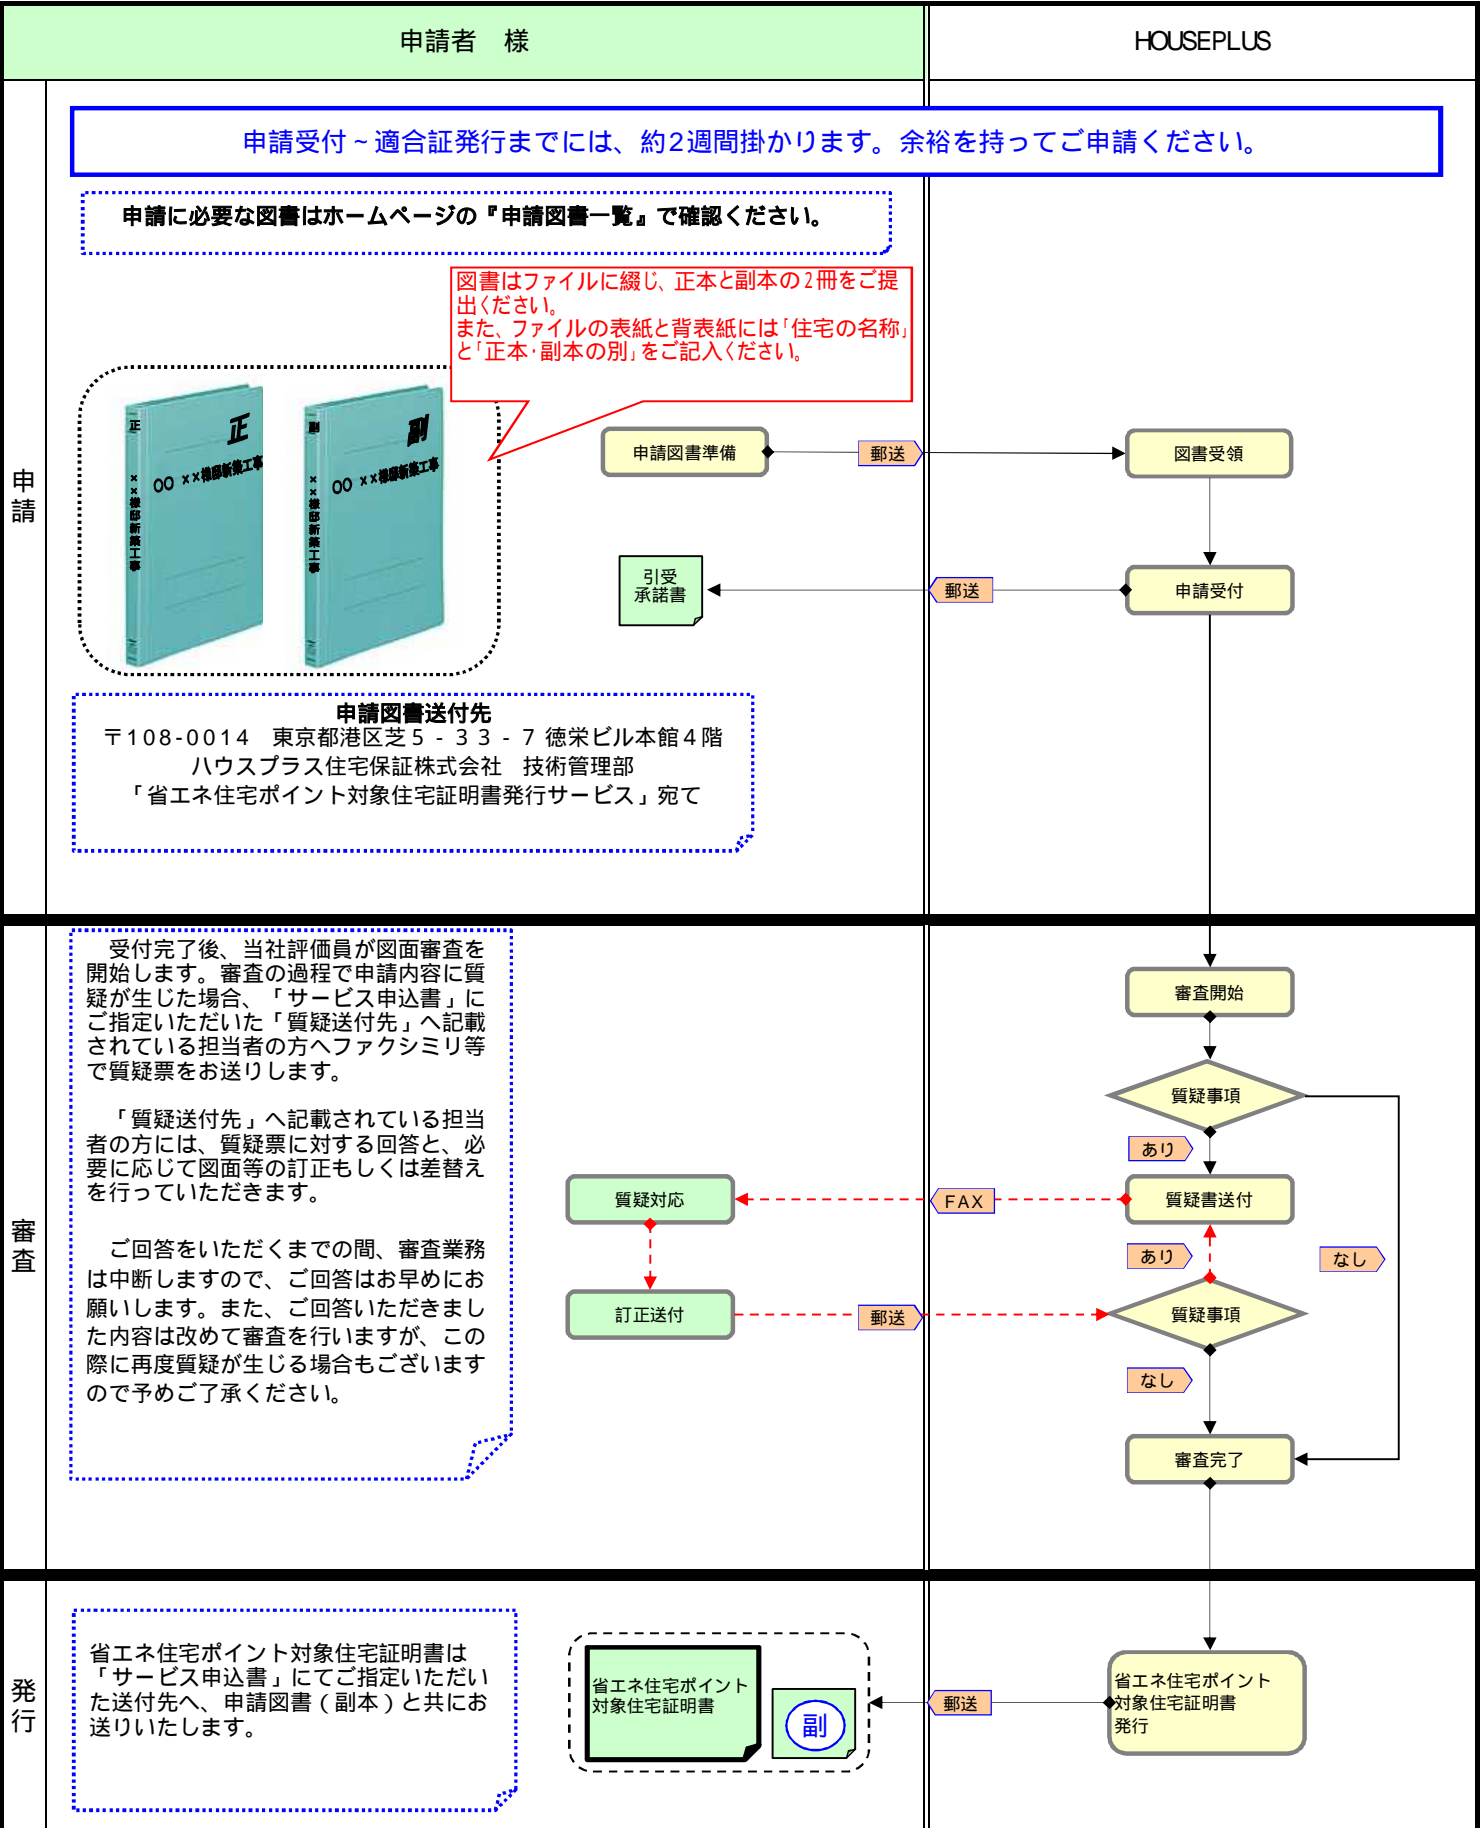 申請者　様
HOUSEPLUS
申請
申請受付~適合証発行までには、約2週間掛かります。余裕を持ってご申請ください。
申請に必要な図書はホームページの『申請図書一覧』で確認ください。
図書はファイルに綴じ、正本と副本の2冊をご提
出ください。
また、ファイルの表紙と背表紙には「住宅の名称」
と「正本・副本の別」をご記入ください。
正
正
〇〇 ××様邸新築工事
××様邸新築工事
副
副
〇〇 ××様邸新築工事
××様邸新築工事
申請図書準備
郵送
図書受領
引受
承諾書
郵送
申請受付
申請図書送付先
〒108-0014　東京都港区芝5-33-7 徳栄ビル本館4階
ハウスプラス住宅保証株式会社　技術管理部
「省エネ住宅ポイント対象住宅証明書発行サービス」宛て
審査
受付完了後、当社評価員が図面審査を
開始します。審査の過程で申請内容に質
疑が生じた場合、「サービス申込書」に
ご指定いただいた「質疑送付先」へ記載
されている担当者の方へファクシミリ等
で質疑票をお送りします。
「質疑送付先」へ記載されている担当
者の方には、質疑票に対する回答と、必
要に応じて図面等の訂正もしくは差替え
を行っていただきます。
ご回答をいただくまでの間、審査業務
は中断しますので、ご回答はお早めにお
願いします。また、ご回答いただきまし
た内容は改めて審査を行いますが、この
際に再度質疑が生じる場合もございます
ので予めご了承ください。
審査開始
質疑事項
あり
質疑対応
FAX
質疑書送付
あり
なし
訂正送付
郵送
質疑事項
なし
審査完了
発行
省エネ住宅ポイント対象住宅証明書は
「サービス申込書」にてご指定いただい
た送付先へ、申請図書(副本)と共にお
送りいたします。
省エネ住宅ポイント
対象住宅証明書
副
郵送
省エネ住宅ポイント
対象住宅証明書
発行